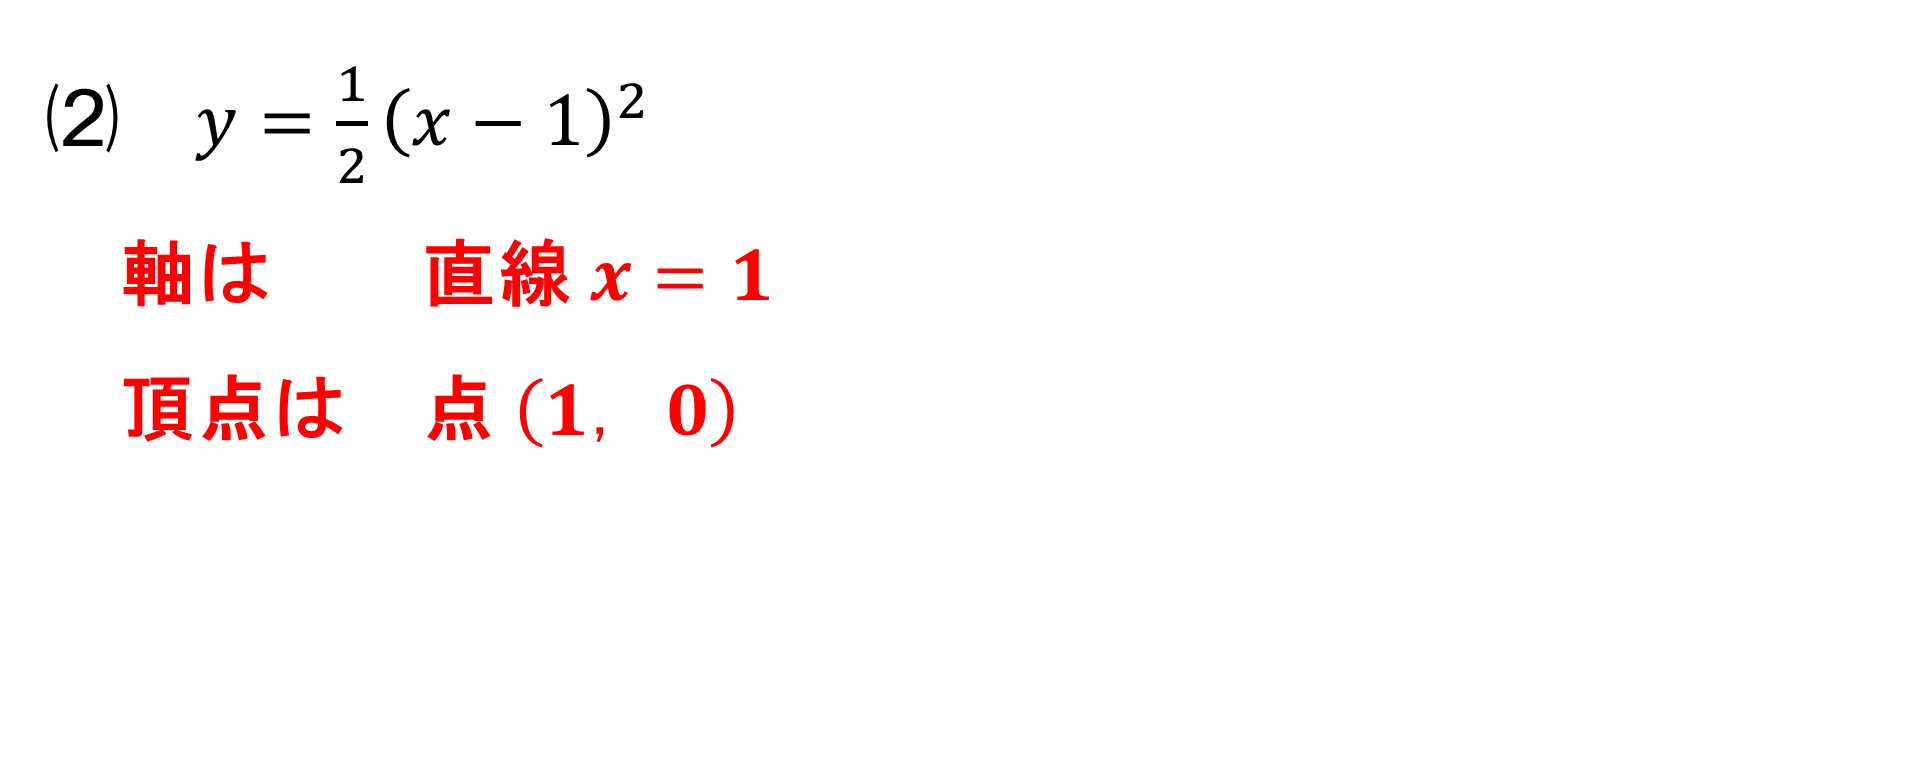 (2) y = 1/2 (x − 1)²
軸は 直線 x = 1
頂点は 点 (1, 0)